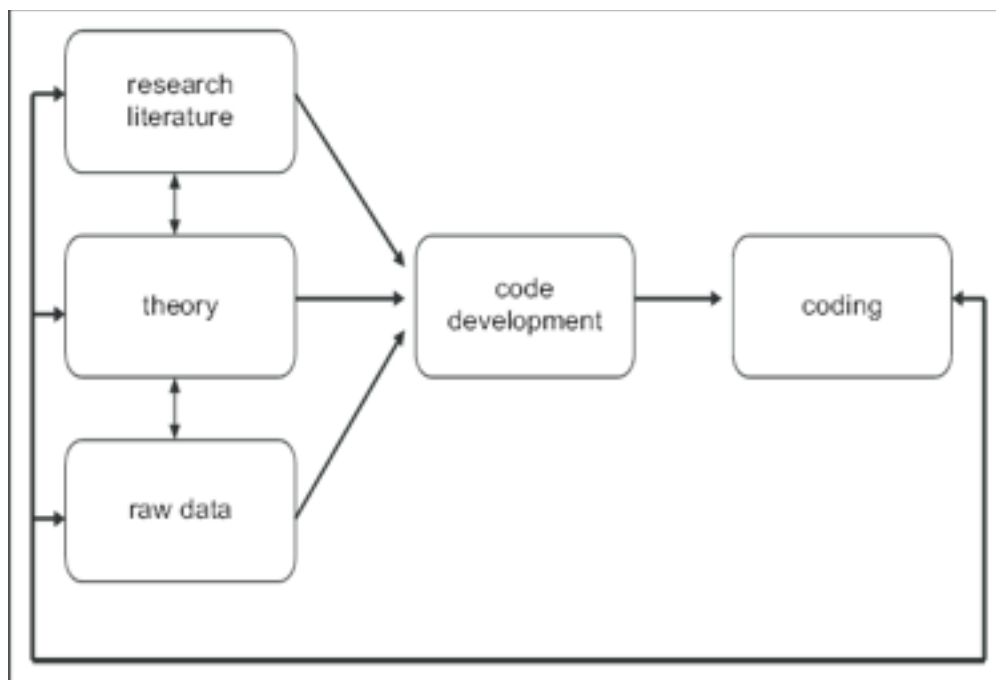 research
literature
theory
code
development
coding
raw data